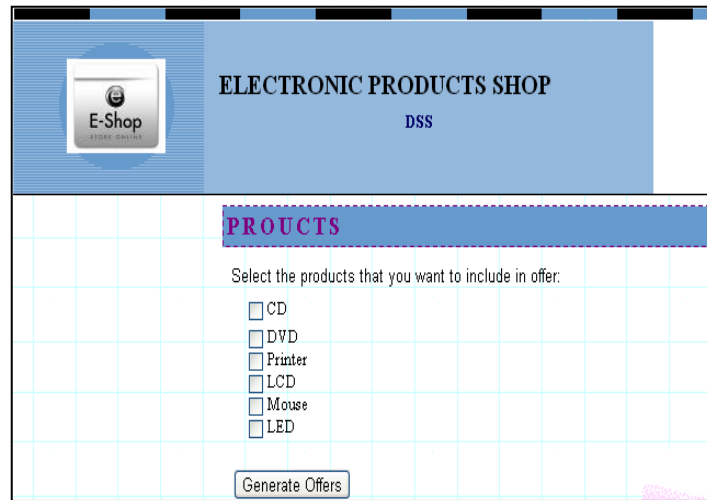 ELECTRONIC PRODUCTS SHOP
DSS
e
E-Shop
STORE ONLINE
PROUCTS
Select the products that you want to include in offer:
CD
DVD
Printer
LCD
Mouse
LED
Generate Offers